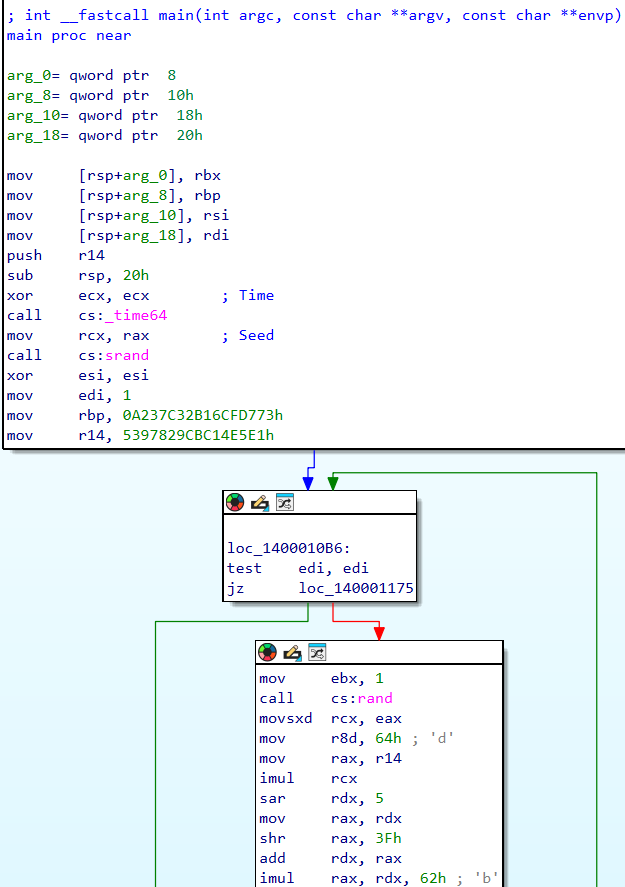 ; int __fastcall main(int argc, const char **argv, const char **envp)
main proc near
arg_0= qword ptr  8
arg_8= qword ptr  10h
arg_10= qword ptr  18h
arg_18= qword ptr  20h
mov     [rsp+arg_0], rbx
mov     [rsp+arg_8], rbp
mov     [rsp+arg_10], rsi
mov     [rsp+arg_18], rdi
push    r14
sub     rsp, 20h
xor     ecx, ecx        ; Time
call    cs:_time64
mov     rcx, rax        ; Seed
call    cs:srand
xor     esi, esi
mov     edi, 1
mov     rbp, 0A237C32B16CFD773h
mov     r14, 5397829CBC14E5E1h
loc_1400010B6:
test    edi, edi
jz      loc_140001175
mov     ebx, 1
call    cs:rand
movsxd  rcx, eax
mov     r8d, 64h ; 'd'
mov     rax, r14
imul    rcx
sar     rdx, 5
mov     rax, rdx
shr     rax, 3Fh
add     rdx, rax
imul    rax, rdx, 62h ; 'b'